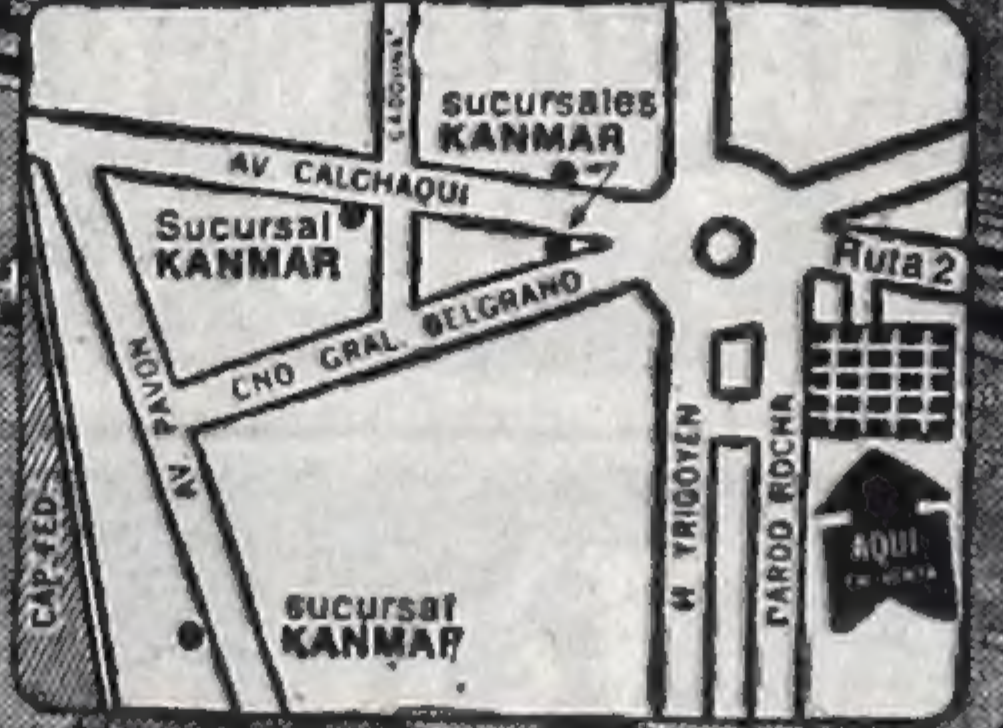 sucursales
KANMAR
AV CALCHAQUI
Sucursal
KANMAR
Ruta 2
CNO GRAL. BELGRANO
AV PAVON
H YRIGOYEN
DARDO ROCHA
AQUI
CAP. FED.
sucursal
KANMAR